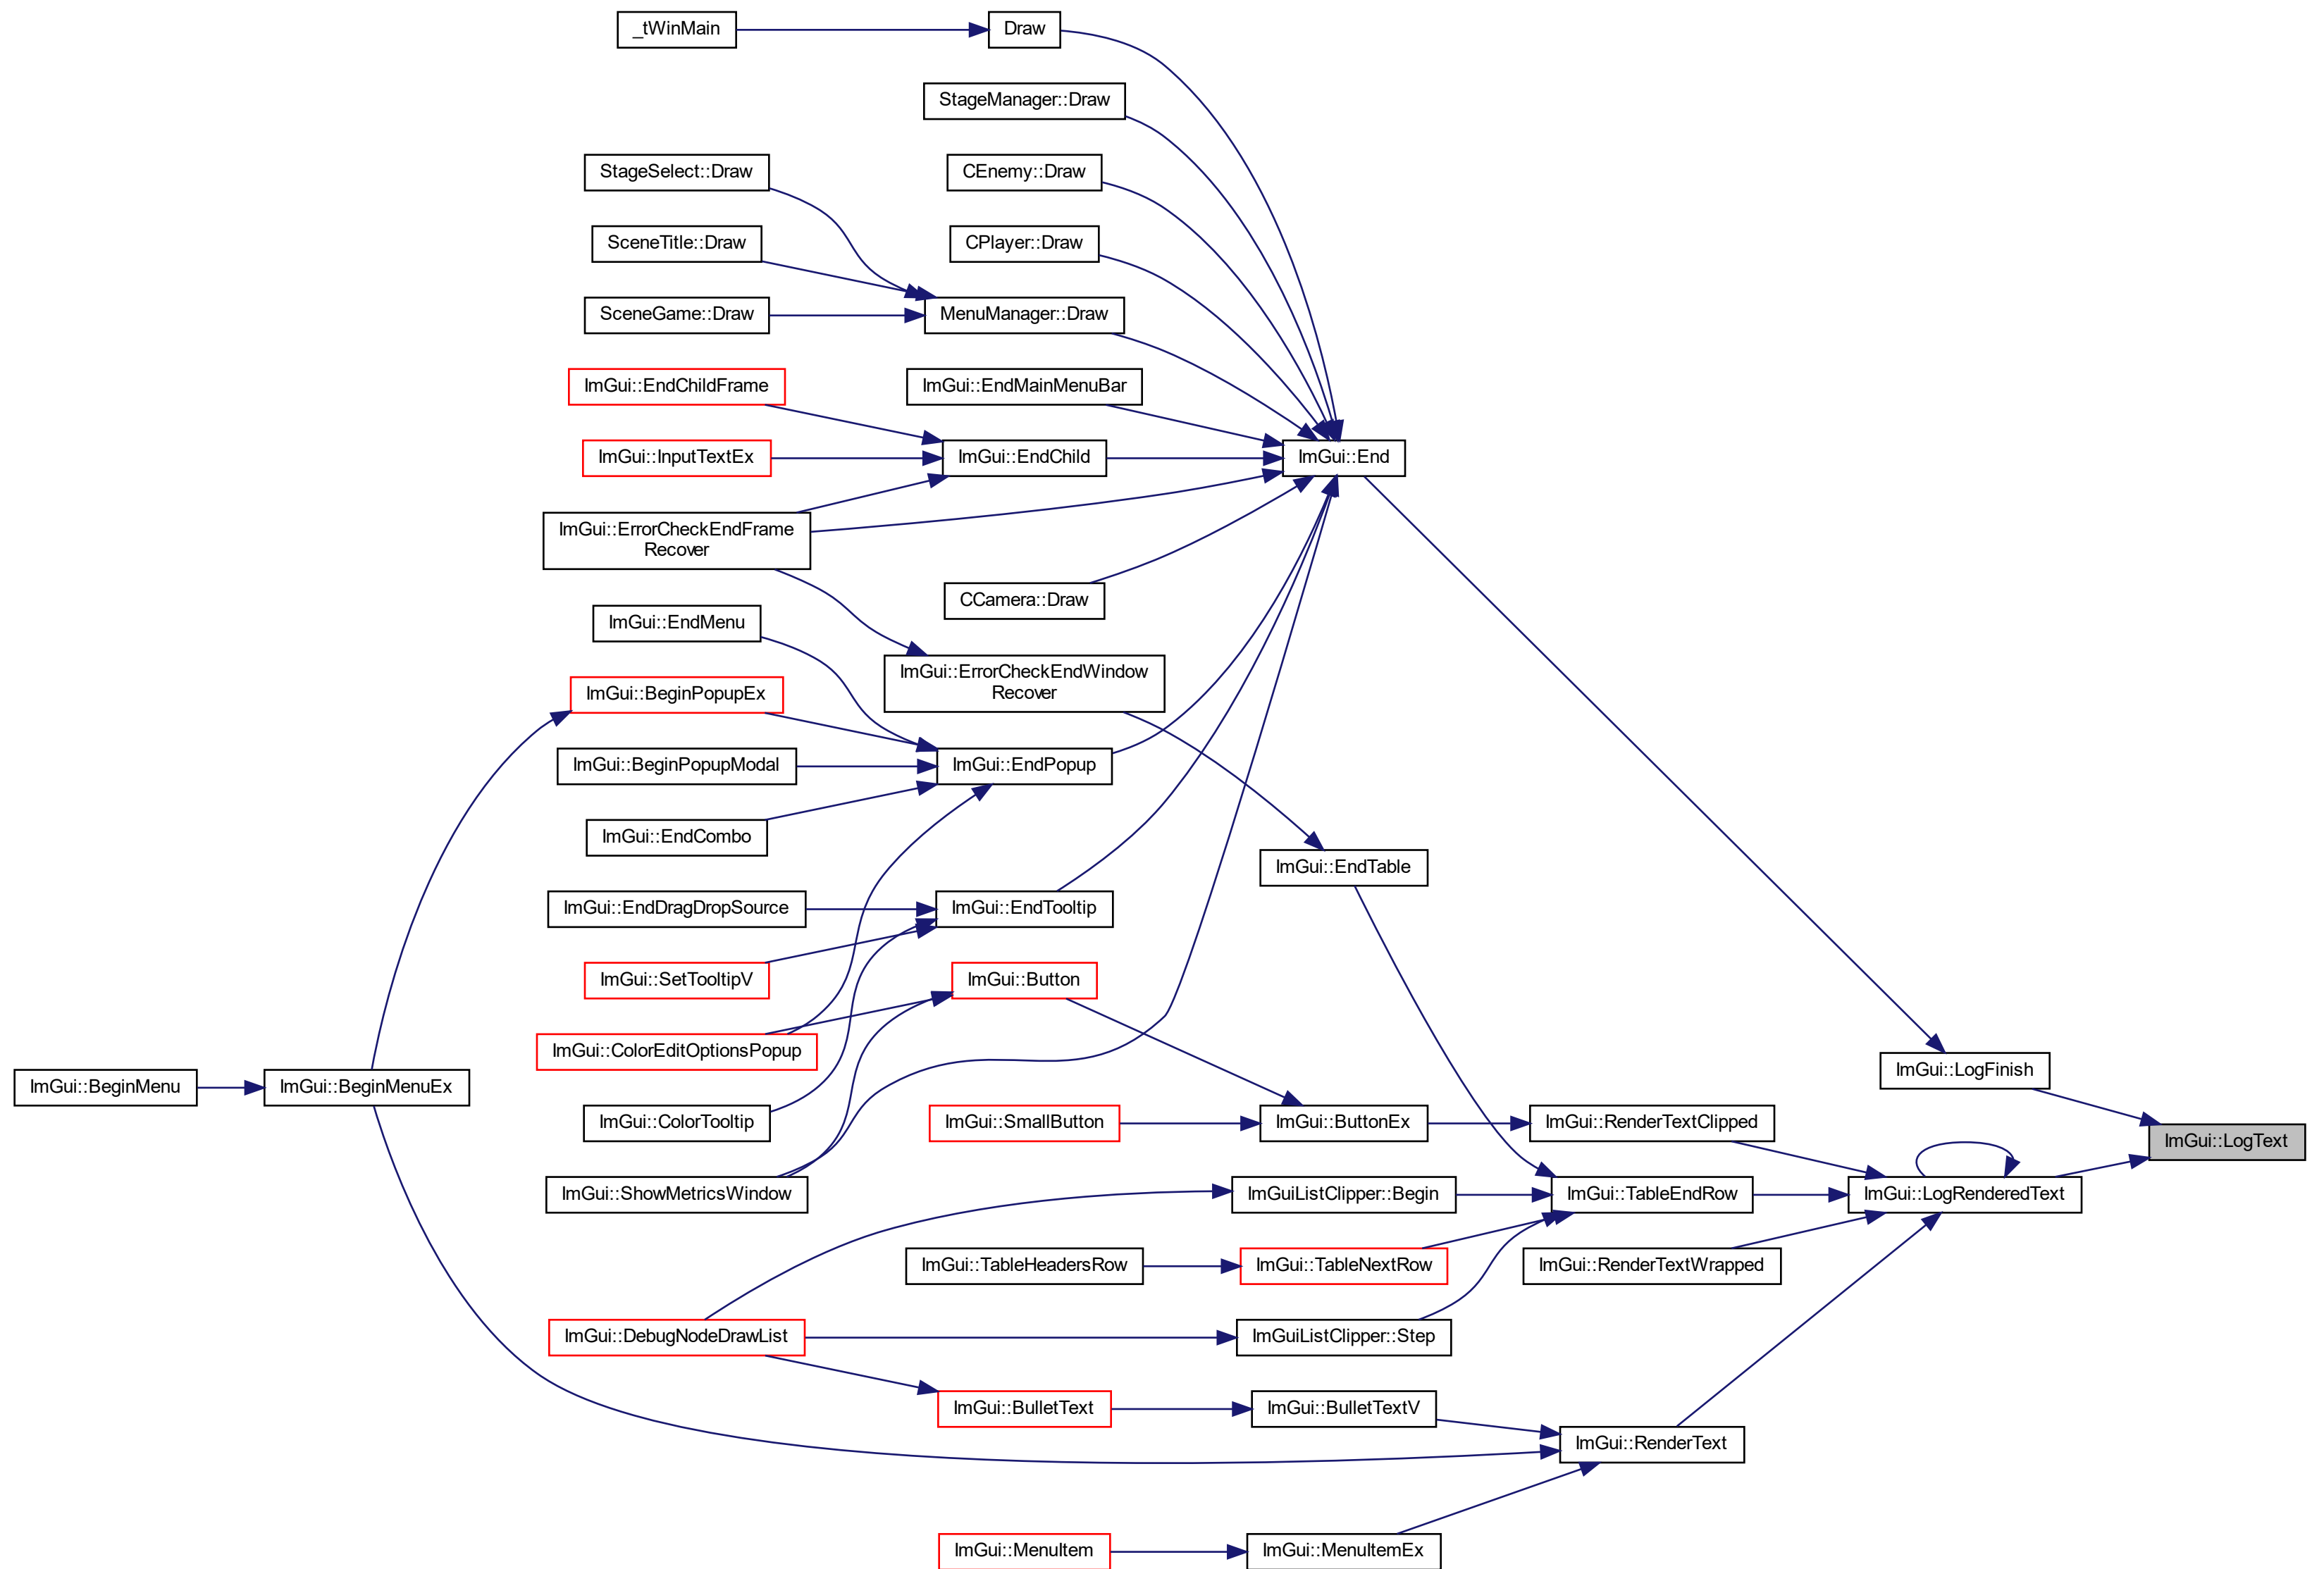 _tWinMain
Draw
StageManager::Draw
StageSelect::Draw
CEnemy::Draw
SceneTitle::Draw
CPlayer::Draw
SceneGame::Draw
MenuManager::Draw
ImGui::EndChildFrame
ImGui::EndMainMenuBar
ImGui::InputTextEx
ImGui::EndChild
ImGui::End
ImGui::ErrorCheckEndFrame
Recover
CCamera::Draw
ImGui::EndMenu
ImGui::ErrorCheckEndWindow
Recover
ImGui::BeginPopupEx
ImGui::BeginPopupModal
ImGui::EndPopup
ImGui::EndCombo
ImGui::EndTable
ImGui::EndDragDropSource
ImGui::EndTooltip
ImGui::SetTooltipV
ImGui::Button
ImGui::ColorEditOptionsPopup
ImGui::LogFinish
ImGui::BeginMenu
ImGui::BeginMenuEx
ImGui::ColorTooltip
ImGui::SmallButton
ImGui::ButtonEx
ImGui::RenderTextClipped
ImGui::LogText
ImGui::ShowMetricsWindow
ImGuiListClipper::Begin
ImGui::TableEndRow
ImGui::LogRenderedText
ImGui::TableHeadersRow
ImGui::TableNextRow
ImGui::RenderTextWrapped
ImGui::DebugNodeDrawList
ImGuiListClipper::Step
ImGui::BulletText
ImGui::BulletTextV
ImGui::RenderText
ImGui::MenuItem
ImGui::MenuItemEx